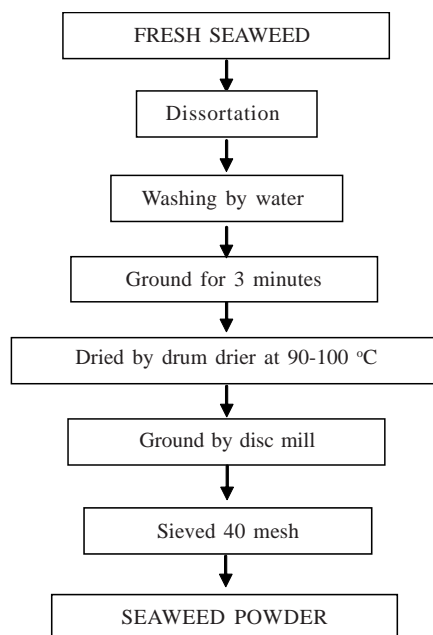 FRESH SEAWEED
Dissortation
Washing by water
Ground for 3 minutes
Dried by drum drier at 90-100 °C
Ground by disc mill
Sieved 40 mesh
SEAWEED POWDER